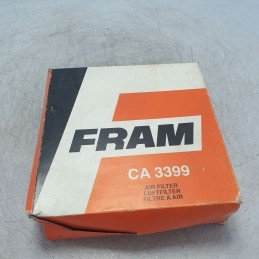 FRAM
CA 3399
AIR FILTER
LUFTFILTER
FILTRE A AIR